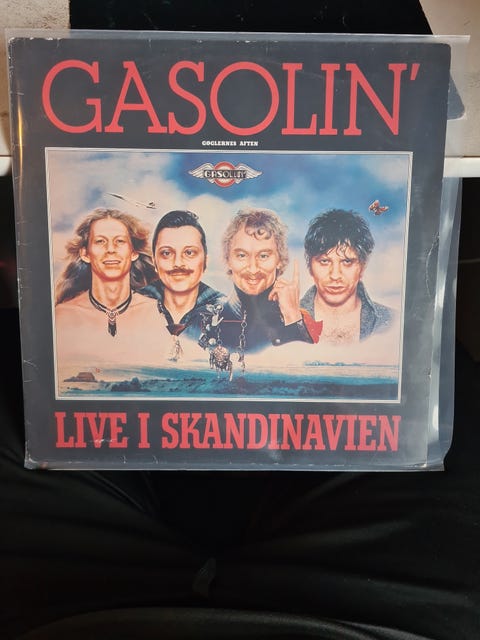 GASOLIN'
GØGLERNES AFTEN
GASOLIN'
LIVE I SKANDINAVIEN